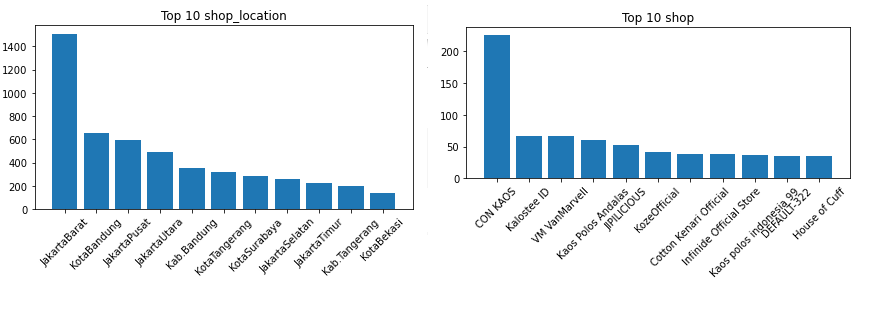 Top 10 shop_location
1400
1200
1000
800
600
400
200
0
JakartaBarat
KotaBandung
JakartaPusat
JakartaUtara
Kab.Bandung
KotaTangerang
KotaSurabaya
JakartaSelatan
JakartaTimur
Kab.Tangerang
KotaBekasi
Top 10 shop
200
150
100
50
0
CON KAOS
Kalostee ID
VM VanMarvell
Kaos Polos Andalas
JIPILICIOUS
KozeOfficial
Cotton Kenari Official
Infinide Official Store
Kaos polos indonesia 99
DEFAULT-322
House of Cuff